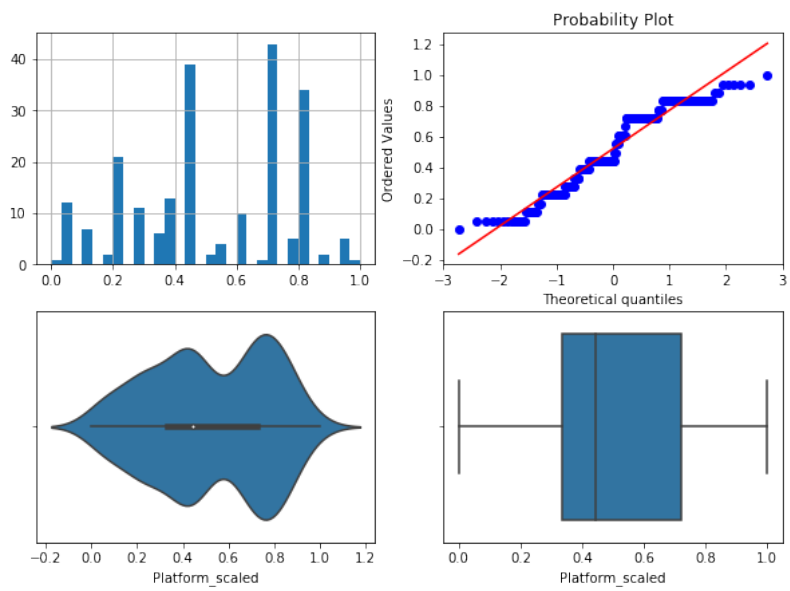 40
30
20
10
0
0.0 0.2 0.4 0.6 0.8 1.0
Probability Plot
Ordered Values
1.2
1.0
0.8
0.6
0.4
0.2
0.0
−0.2
−3 −2 −1 0 1 2 3
Theoretical quantiles
−0.2 0.0 0.2 0.4 0.6 0.8 1.0 1.2
Platform_scaled
0.0 0.2 0.4 0.6 0.8 1.0
Platform_scaled